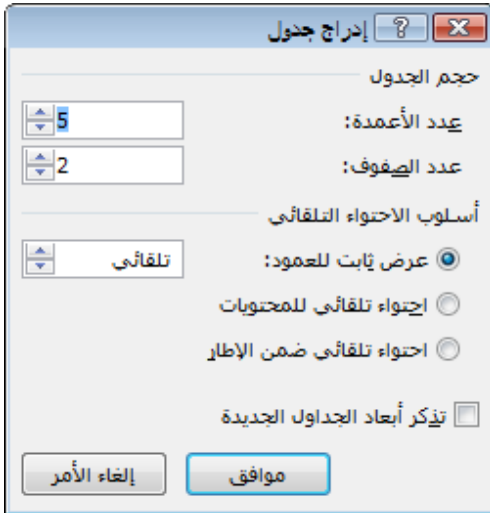 إدراج جدول
حجم الجدول
عدد الأعمدة: 5
عدد الصفوف: 2
أسلوب الاحتواء التلقائي
عرض ثابت للعمود: تلقائي
احتواء تلقائي للمحتويات
احتواء تلقائي ضمن الإطار
تذكر أبعاد الجداول الجديدة
موافق إلغاء الأمر